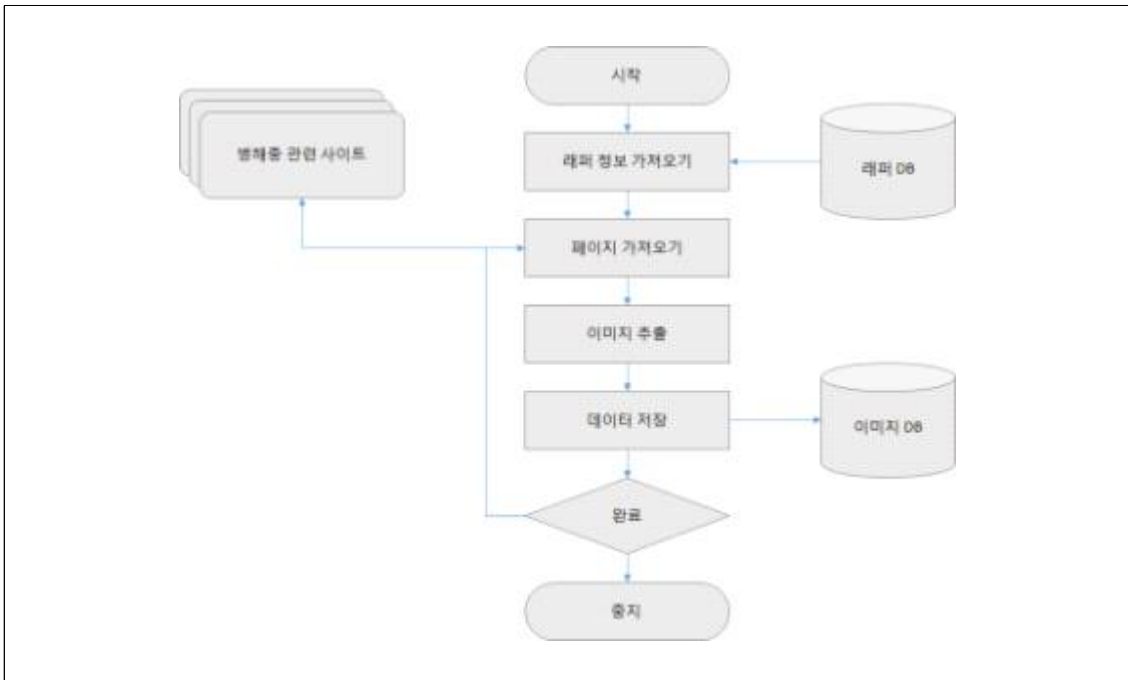 시작
병해충 관련 사이트
래퍼 정보 가져오기
래퍼 DB
페이지 가져오기
이미지 추출
데이터 저장
이미지 DB
완료
중지